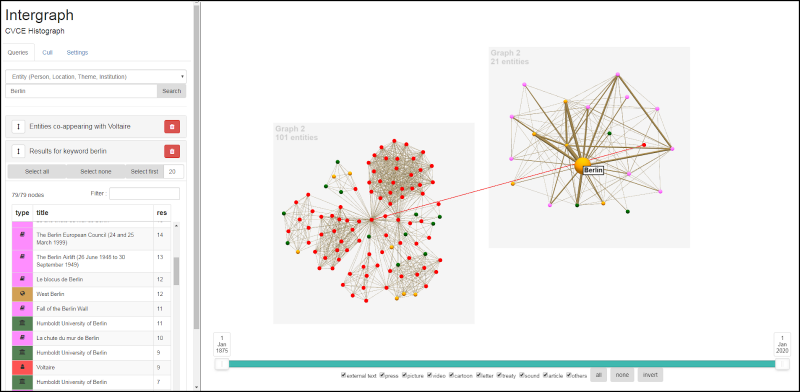 Intergraph
CVCE Histograph
Queries Cull Settings
Entity (Person, Location, Theme, Institution)
Berlin Search
Entities co-appearing with Voltaire
Results for keyword berlin
Select all Select none Select first 20
79/79 nodes Filter :
type title res
The Berlin European Council (24 and 25 March 1999) 14
The Berlin Airlift (26 June 1948 to 30 September 1949) 13
Le blocus de Berlin 12
West Berlin 12
Fall of the Berlin Wall 11
Humboldt University of Berlin 11
La chute du mur de Berlin 10
Humboldt University of Berlin 9
Voltaire 9
Humboldt University of Berlin 7
Graph 2
101 entities
Graph 2
21 entities
Berlin
1
Jan
1875
1
Jan
2020
external text press picture video cartoon letter treaty sound article others all none invert